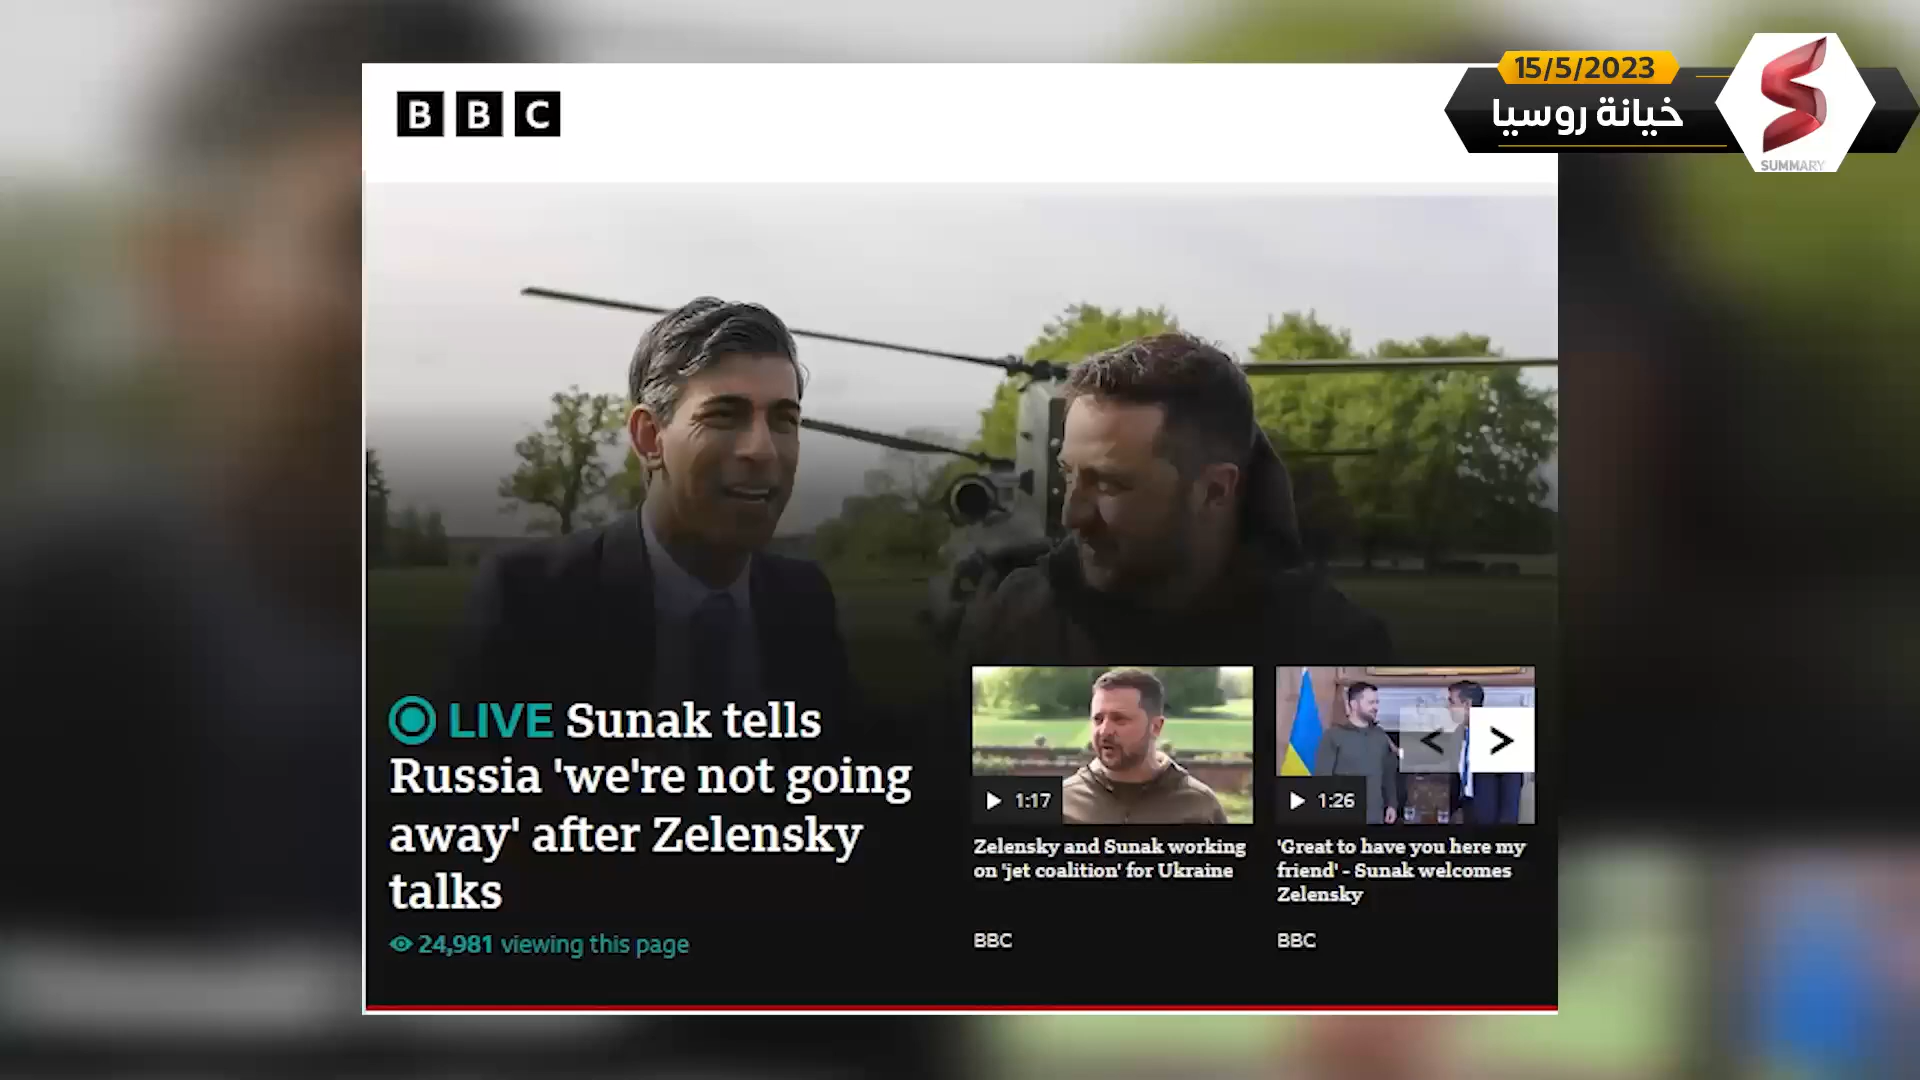 15/5/2023
خيانة روسيا
SUMMARY
BBC
LIVE Sunak tells
Russia 'we're not going
away' after Zelensky
talks
24,981 viewing this page
1:17
Zelensky and Sunak working
on 'jet coalition' for Ukraine
BBC
1:26
'Great to have you here my
friend' - Sunak welcomes
Zelensky
BBC